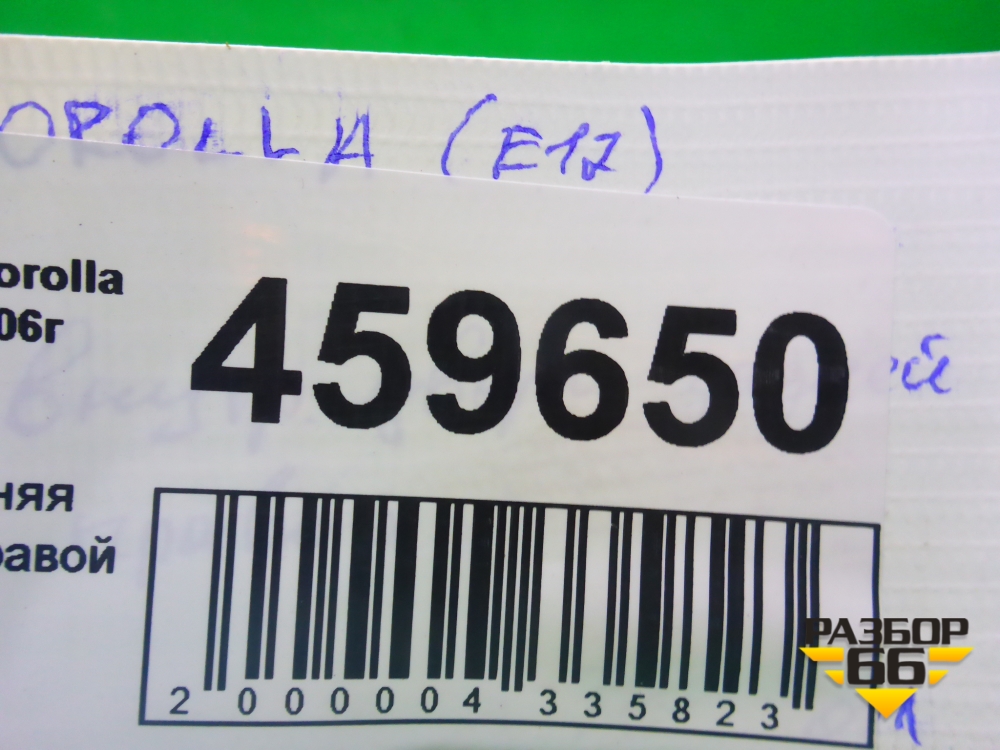 OROLLA (E12)
orolla
06г
459650
няя
равой
2 000004 335823
РАЗБОР
66